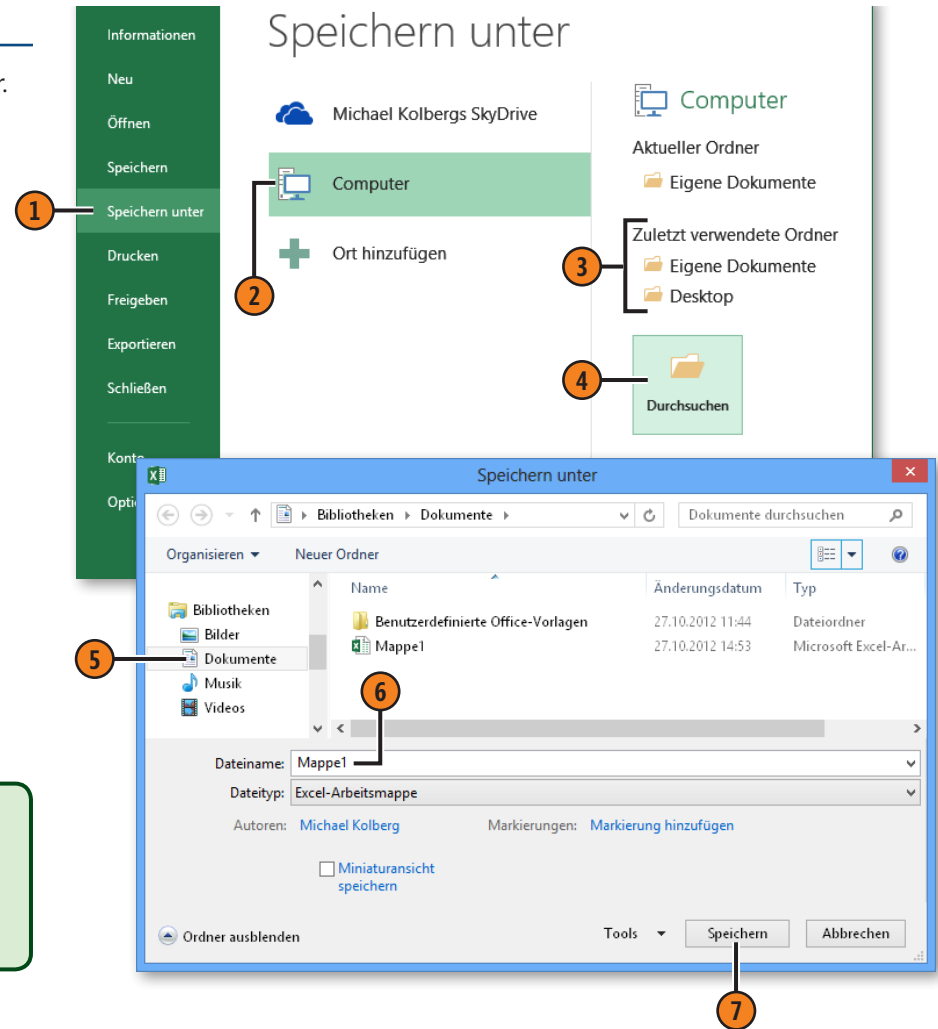 r.
Informationen
Neu
Öffnen
Speichern
Speichern unter
Drucken
Freigeben
Exportieren
Schließen
Konto
Opti
1
Speichern unter
Michael Kolbergs SkyDrive
Computer
Ort hinzufügen
2
Computer
Aktueller Ordner
Eigene Dokumente
Zuletzt verwendete Ordner
Eigene Dokumente
Desktop
3
4
Durchsuchen
Speichern unter
Bibliotheken
Dokumente
Dokumente durchsuchen
Organisieren
Neuer Ordner
Bibliotheken
Bilder
Dokumente
Musik
Videos
5
Name
Änderungsdatum
Typ
Benutzerdefinierte Office-Vorlagen
27.10.2012 11:44
Dateiordner
Mappe1
27.10.2012 14:53
Microsoft Excel-Ar...
6
Dateiname: Mappe1
Dateityp: Excel-Arbeitsmappe
Autoren: Michael Kolberg
Markierungen: Markierung hinzufügen
Miniaturansicht
speichern
Ordner ausblenden
Tools
Speichern
Abbrechen
7